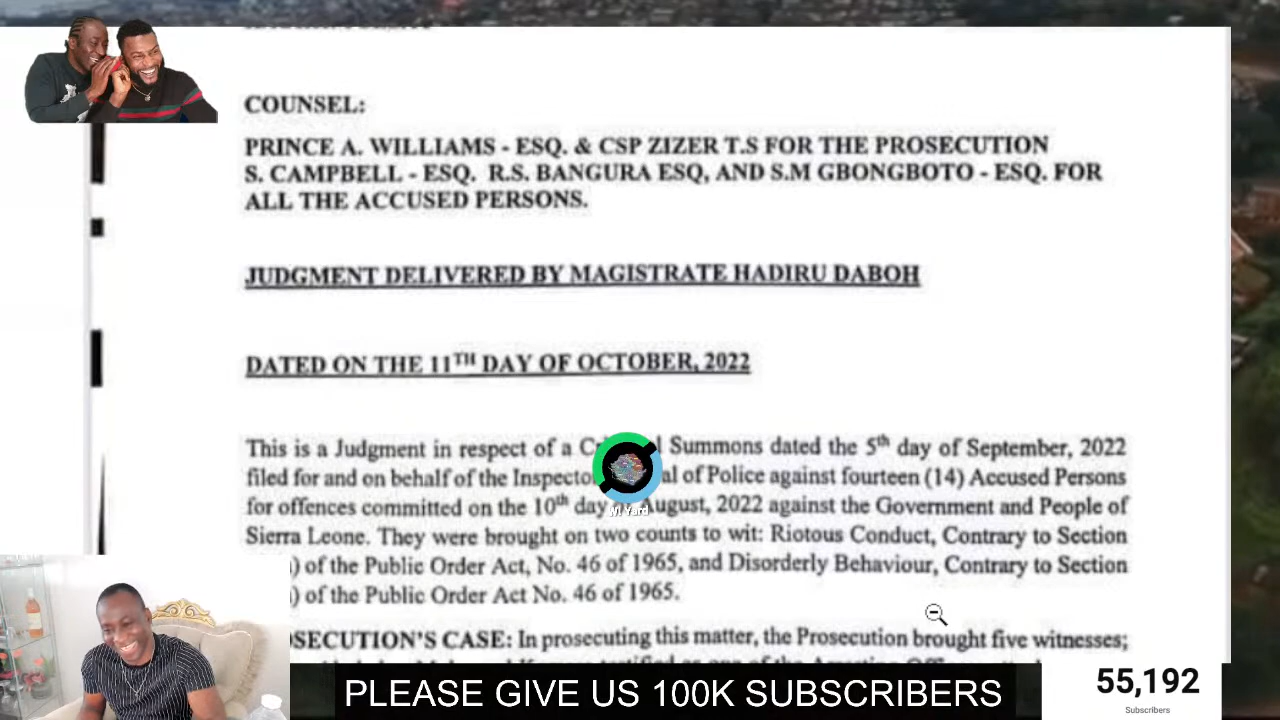 COUNSEL:
PRINCE A. WILLIAMS - ESQ. & CSP ZIZER T.S FOR THE PROSECUTION
S. CAMPBELL - ESQ. R.S. BANGURA ESQ, AND S.M GBONGBOTO - ESQ. FOR
ALL THE ACCUSED PERSONS.
JUDGMENT DELIVERED BY MAGISTRATE HADIRU DABOH
DATED ON THE 11TH DAY OF OCTOBER, 2022
This is a Judgment in respect of a Summons dated the 5th day of September, 2022
filed for and on behalf of the of Police against fourteen (14) Accused Persons
for offences committed on the 10th day August, 2022 against the Government and People of
Sierra Leone. They were brought on two counts to wit: Riotous Conduct, Contrary to Section
) of the Public Order Act, No. 46 of 1965, and Disorderly Behaviour, Contrary to Section
) of the Public Order Act No. 46 of 1965.
CASE: In prosecuting this matter, the Prosecution brought five witnesses;
Yard
PLEASE GIVE US 100K SUBSCRIBERS
55,192
Subscribers